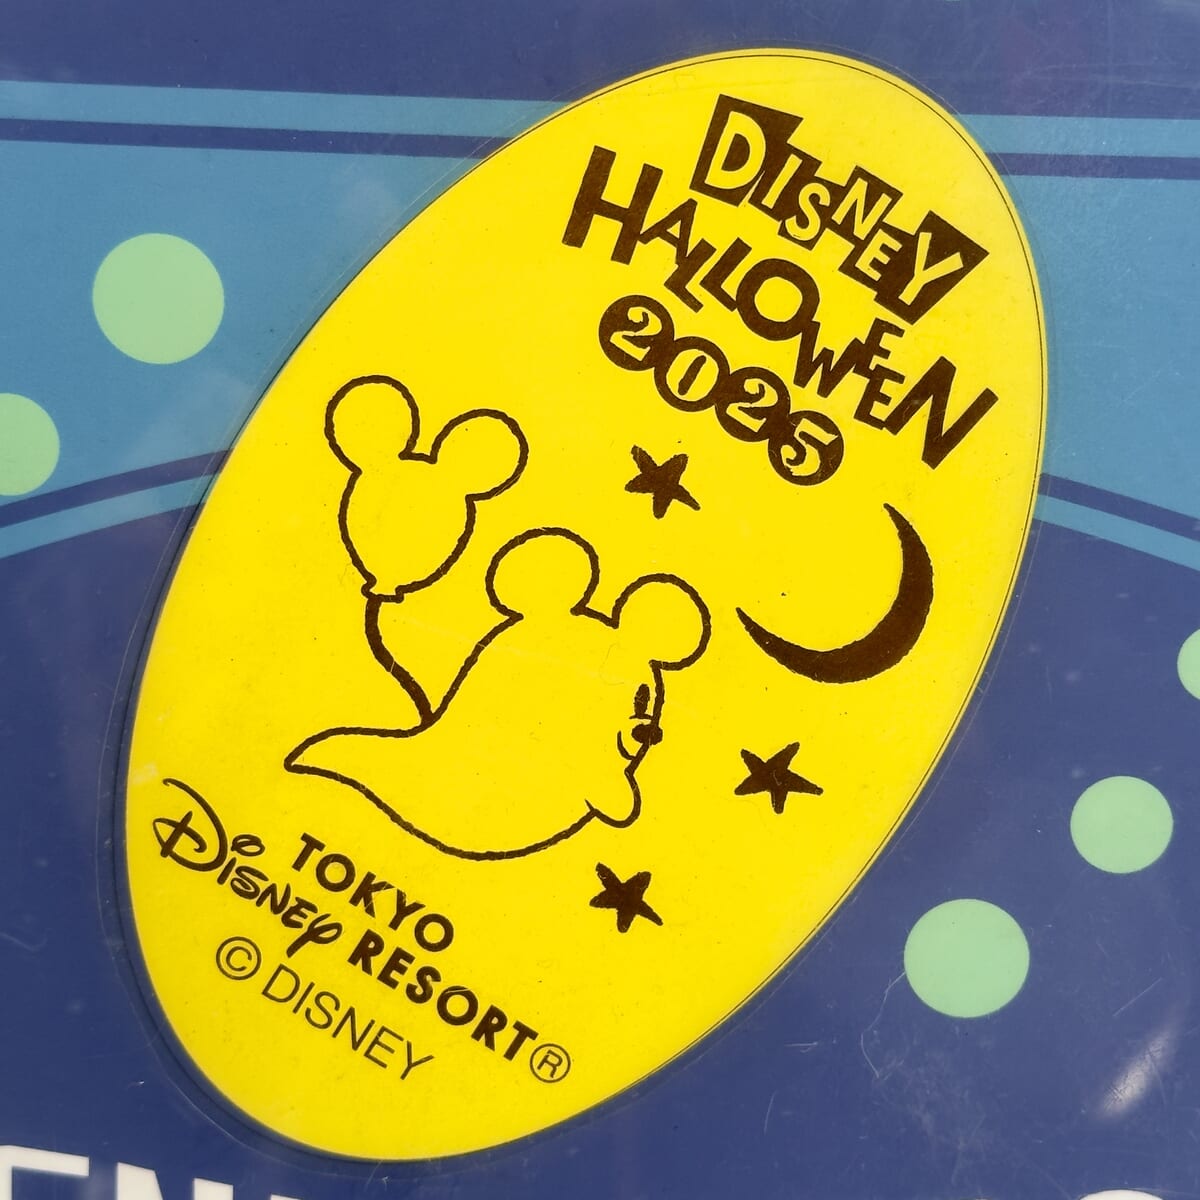 DISNEY
HALLOWEEN
2025
TOKYO
Disney RESORT®
© DISNEY